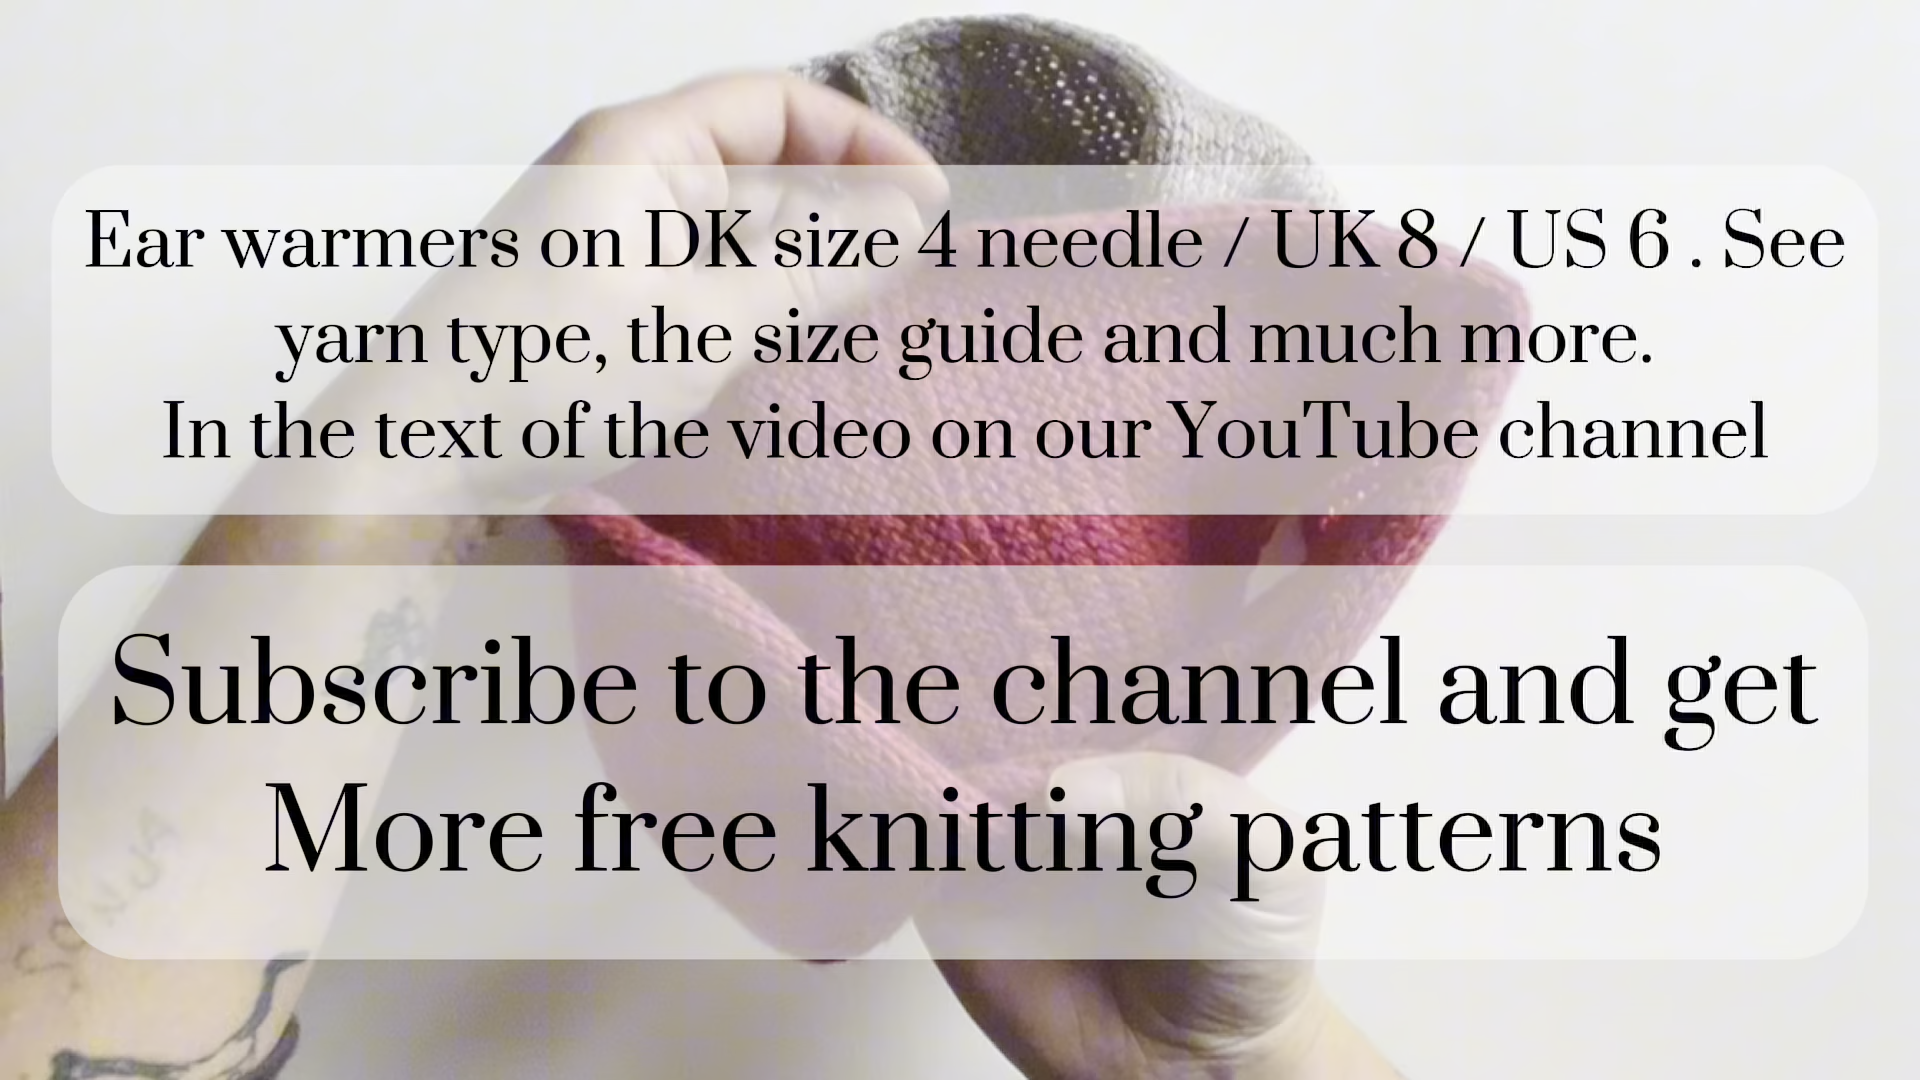 Ear warmers on DK size 4 needle / UK 8 / US 6 . See
yarn type, the size guide and much more.
In the text of the video on our YouTube channel
Subscribe to the channel and get
More free knitting patterns
SONJA